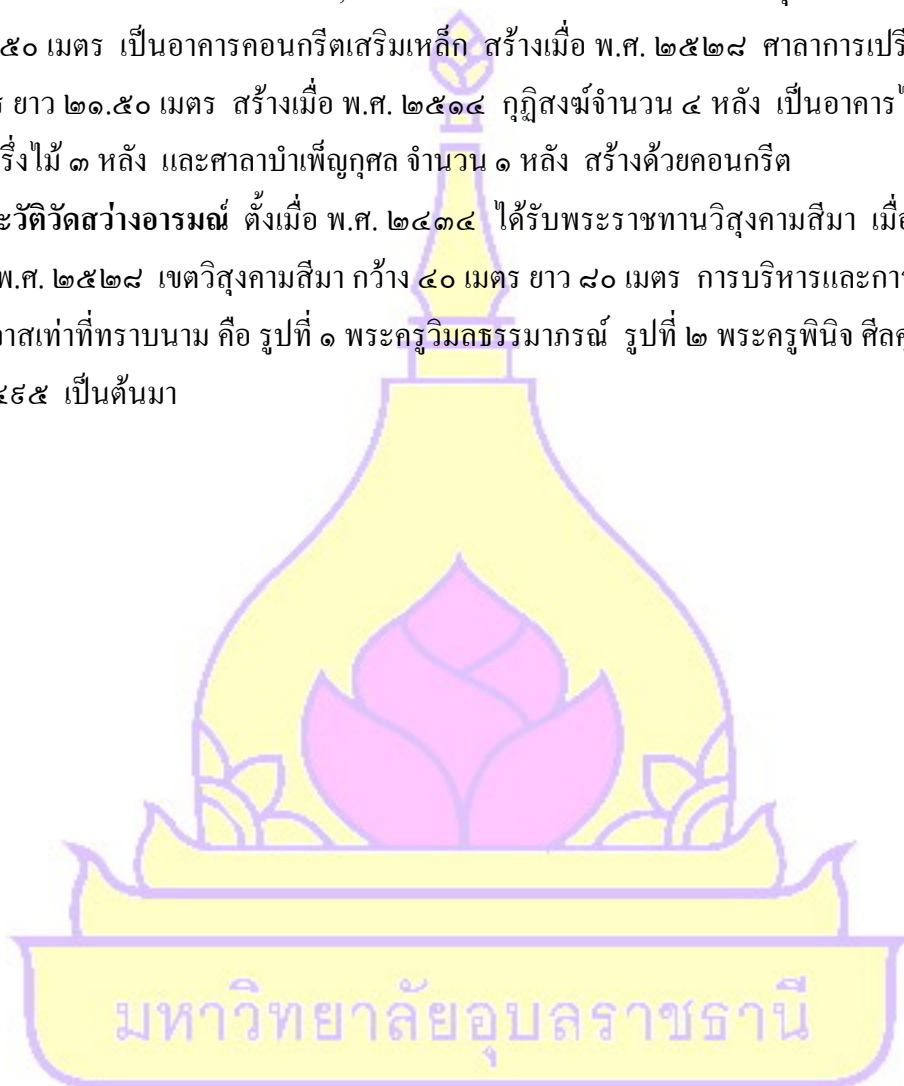 ๕๐ เมตร เป็นอาคารคอนกรีตเสริมเหล็ก สร้างเมื่อ พ.ศ. ๒๕๒๘ ศาลาการเปรี
ยาว ๒๑.๕๐ เมตร สร้างเมื่อ พ.ศ. ๒๕๑๔ กุฏิสงฆ์จำนวน ๔ หลัง เป็นอาคาร
รึ่งไม้ ๓ หลัง และศาลาบำเพ็ญกุศล จำนวน ๑ หลัง สร้างด้วยคอนกรีต
ะวัติวัดสว่างอารมณ์ ตั้งเมื่อ พ.ศ. ๒๔๓๔ ได้รับพระราชทานวิสุงคามสีมา เมื่อ
พ.ศ. ๒๕๒๘ เขตวิสุงคามสีมา กว้าง ๔๐ เมตร ยาว ๘๐ เมตร การบริหารและกา
าสเท่าที่ทราบนาม คือ รูปที่ ๑ พระครูวิมลธรรมาภรณ์ รูปที่ ๒ พระครูพินิจ ศีลค
๔๙๕ เป็นต้นมา
มหาวิทยาลัยอุบลราชธานี